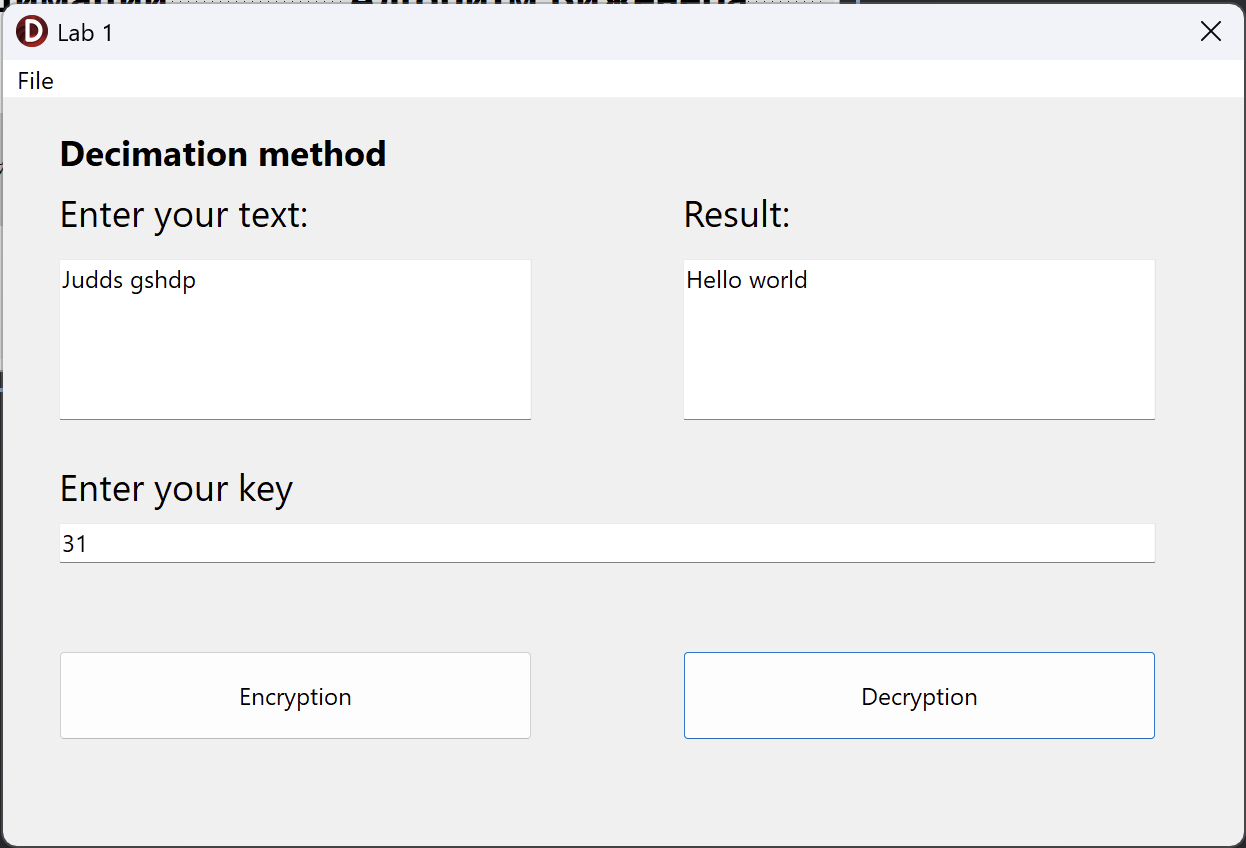 Lab 1
File
Decimation method
Enter your text:
Result:
Judds gshdp
Hello world
Enter your key
31
Encryption
Decryption